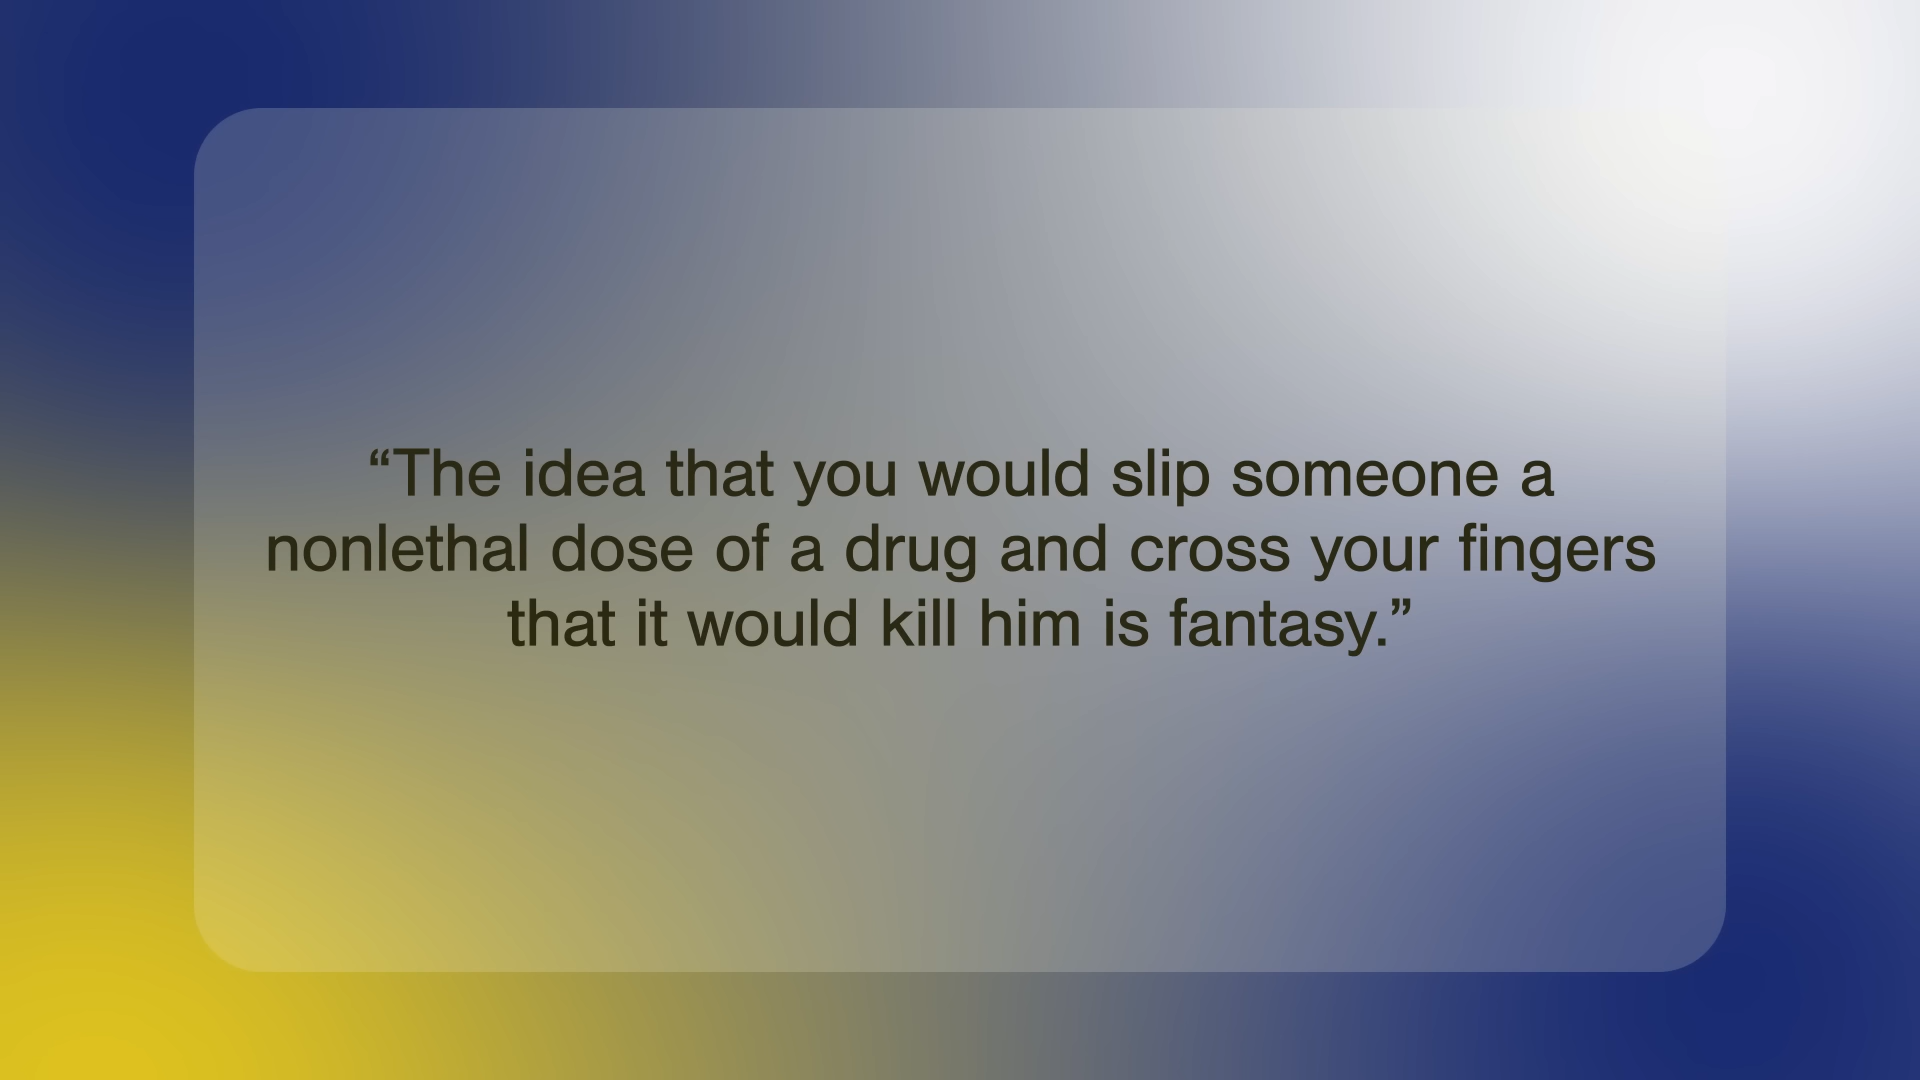 “The idea that you would slip someone a
nonlethal dose of a drug and cross your fingers
that it would kill him is fantasy.”